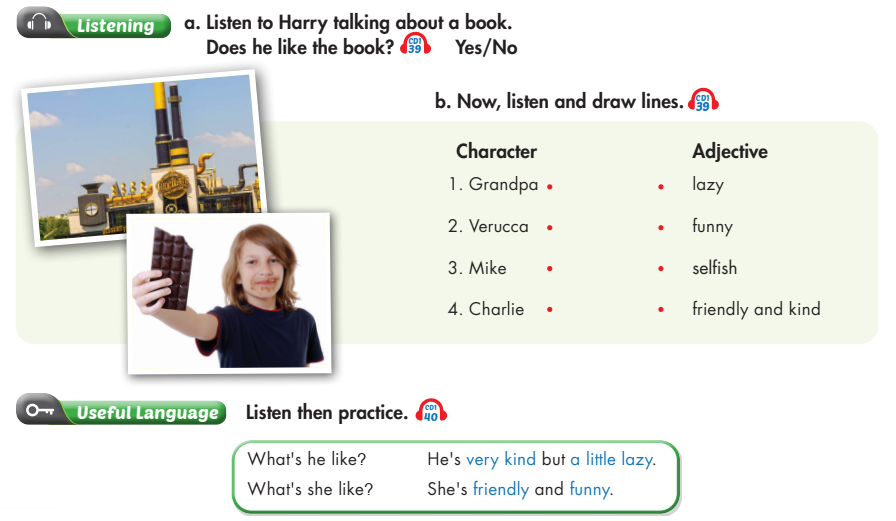 Listening
a. Listen to Harry talking about a book.
Does he like the book? CD1 39 Yes/No
b. Now, listen and draw lines. CD1 39
Character Adjective
1. Grandpa lazy
2. Verucca funny
3. Mike selfish
4. Charlie friendly and kind
Useful Language Listen then practice. CD1 40
What's he like? He's very kind but a little lazy.
What's she like? She's friendly and funny.